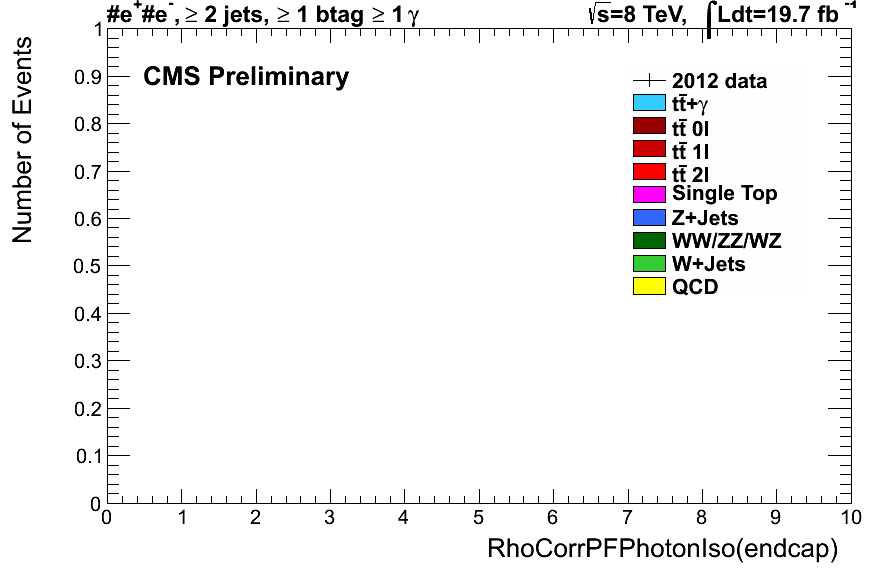 #e⁺#e⁻, ≥ 2 jets, ≥ 1 btag ≥ 1 γ
√s=8 TeV, ∫Ldt=19.7 fb⁻¹
CMS Preliminary
2012 data
tt̄+γ
tt̄ 0l
tt̄ 1l
tt̄ 2l
Single Top
Z+Jets
WW/ZZ/WZ
W+Jets
QCD
Number of Events
1
0.9
0.8
0.7
0.6
0.5
0.4
0.3
0.2
0.1
0
0 1 2 3 4 5 6 7 8 9 10
RhoCorrPFPhotonIso(endcap)